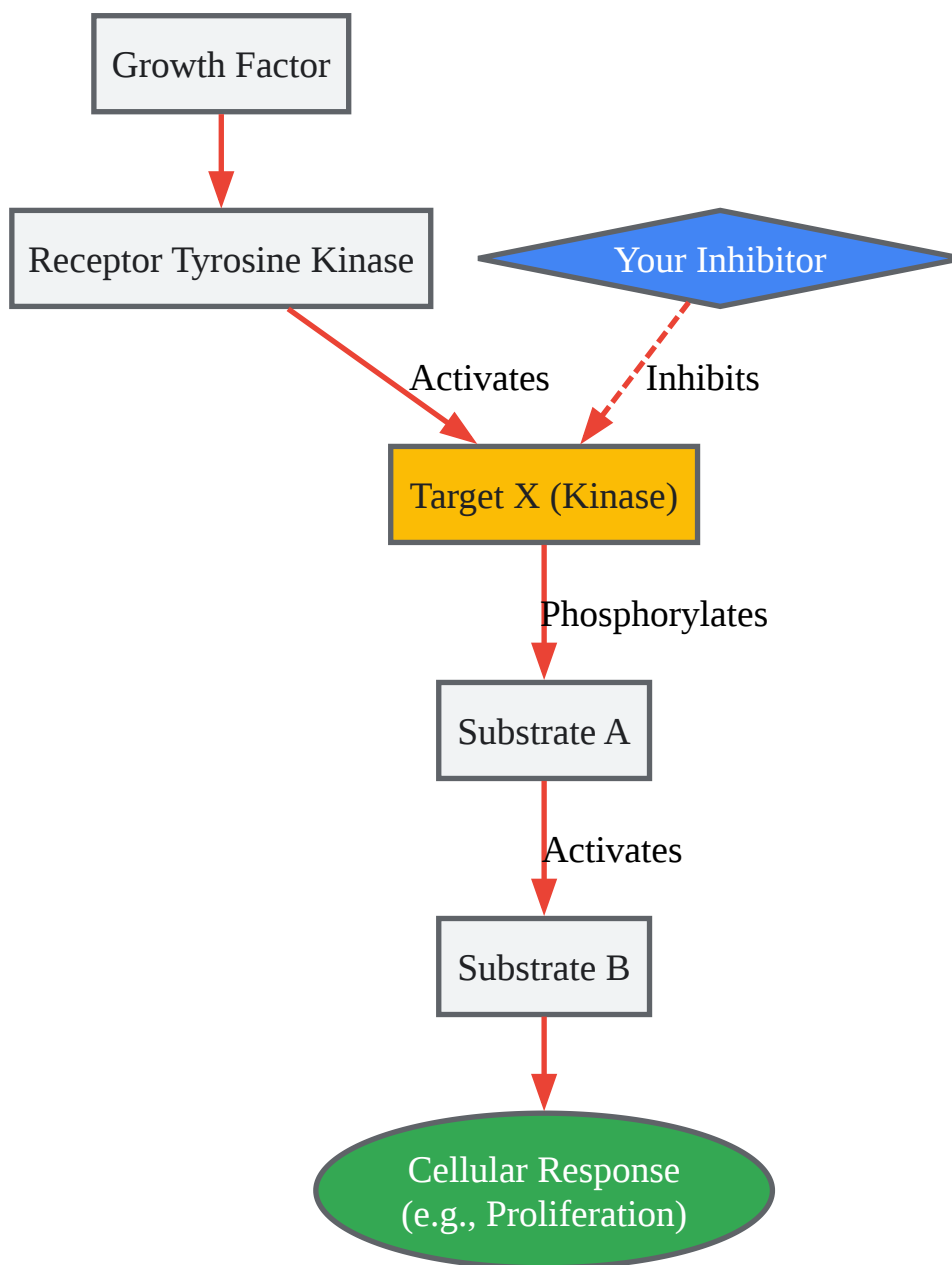 Growth Factor
Receptor Tyrosine Kinase
Your Inhibitor
Activates
Inhibits
Target X (Kinase)
Phosphorylates
Substrate A
Activates
Substrate B
Cellular Response
(e.g., Proliferation)